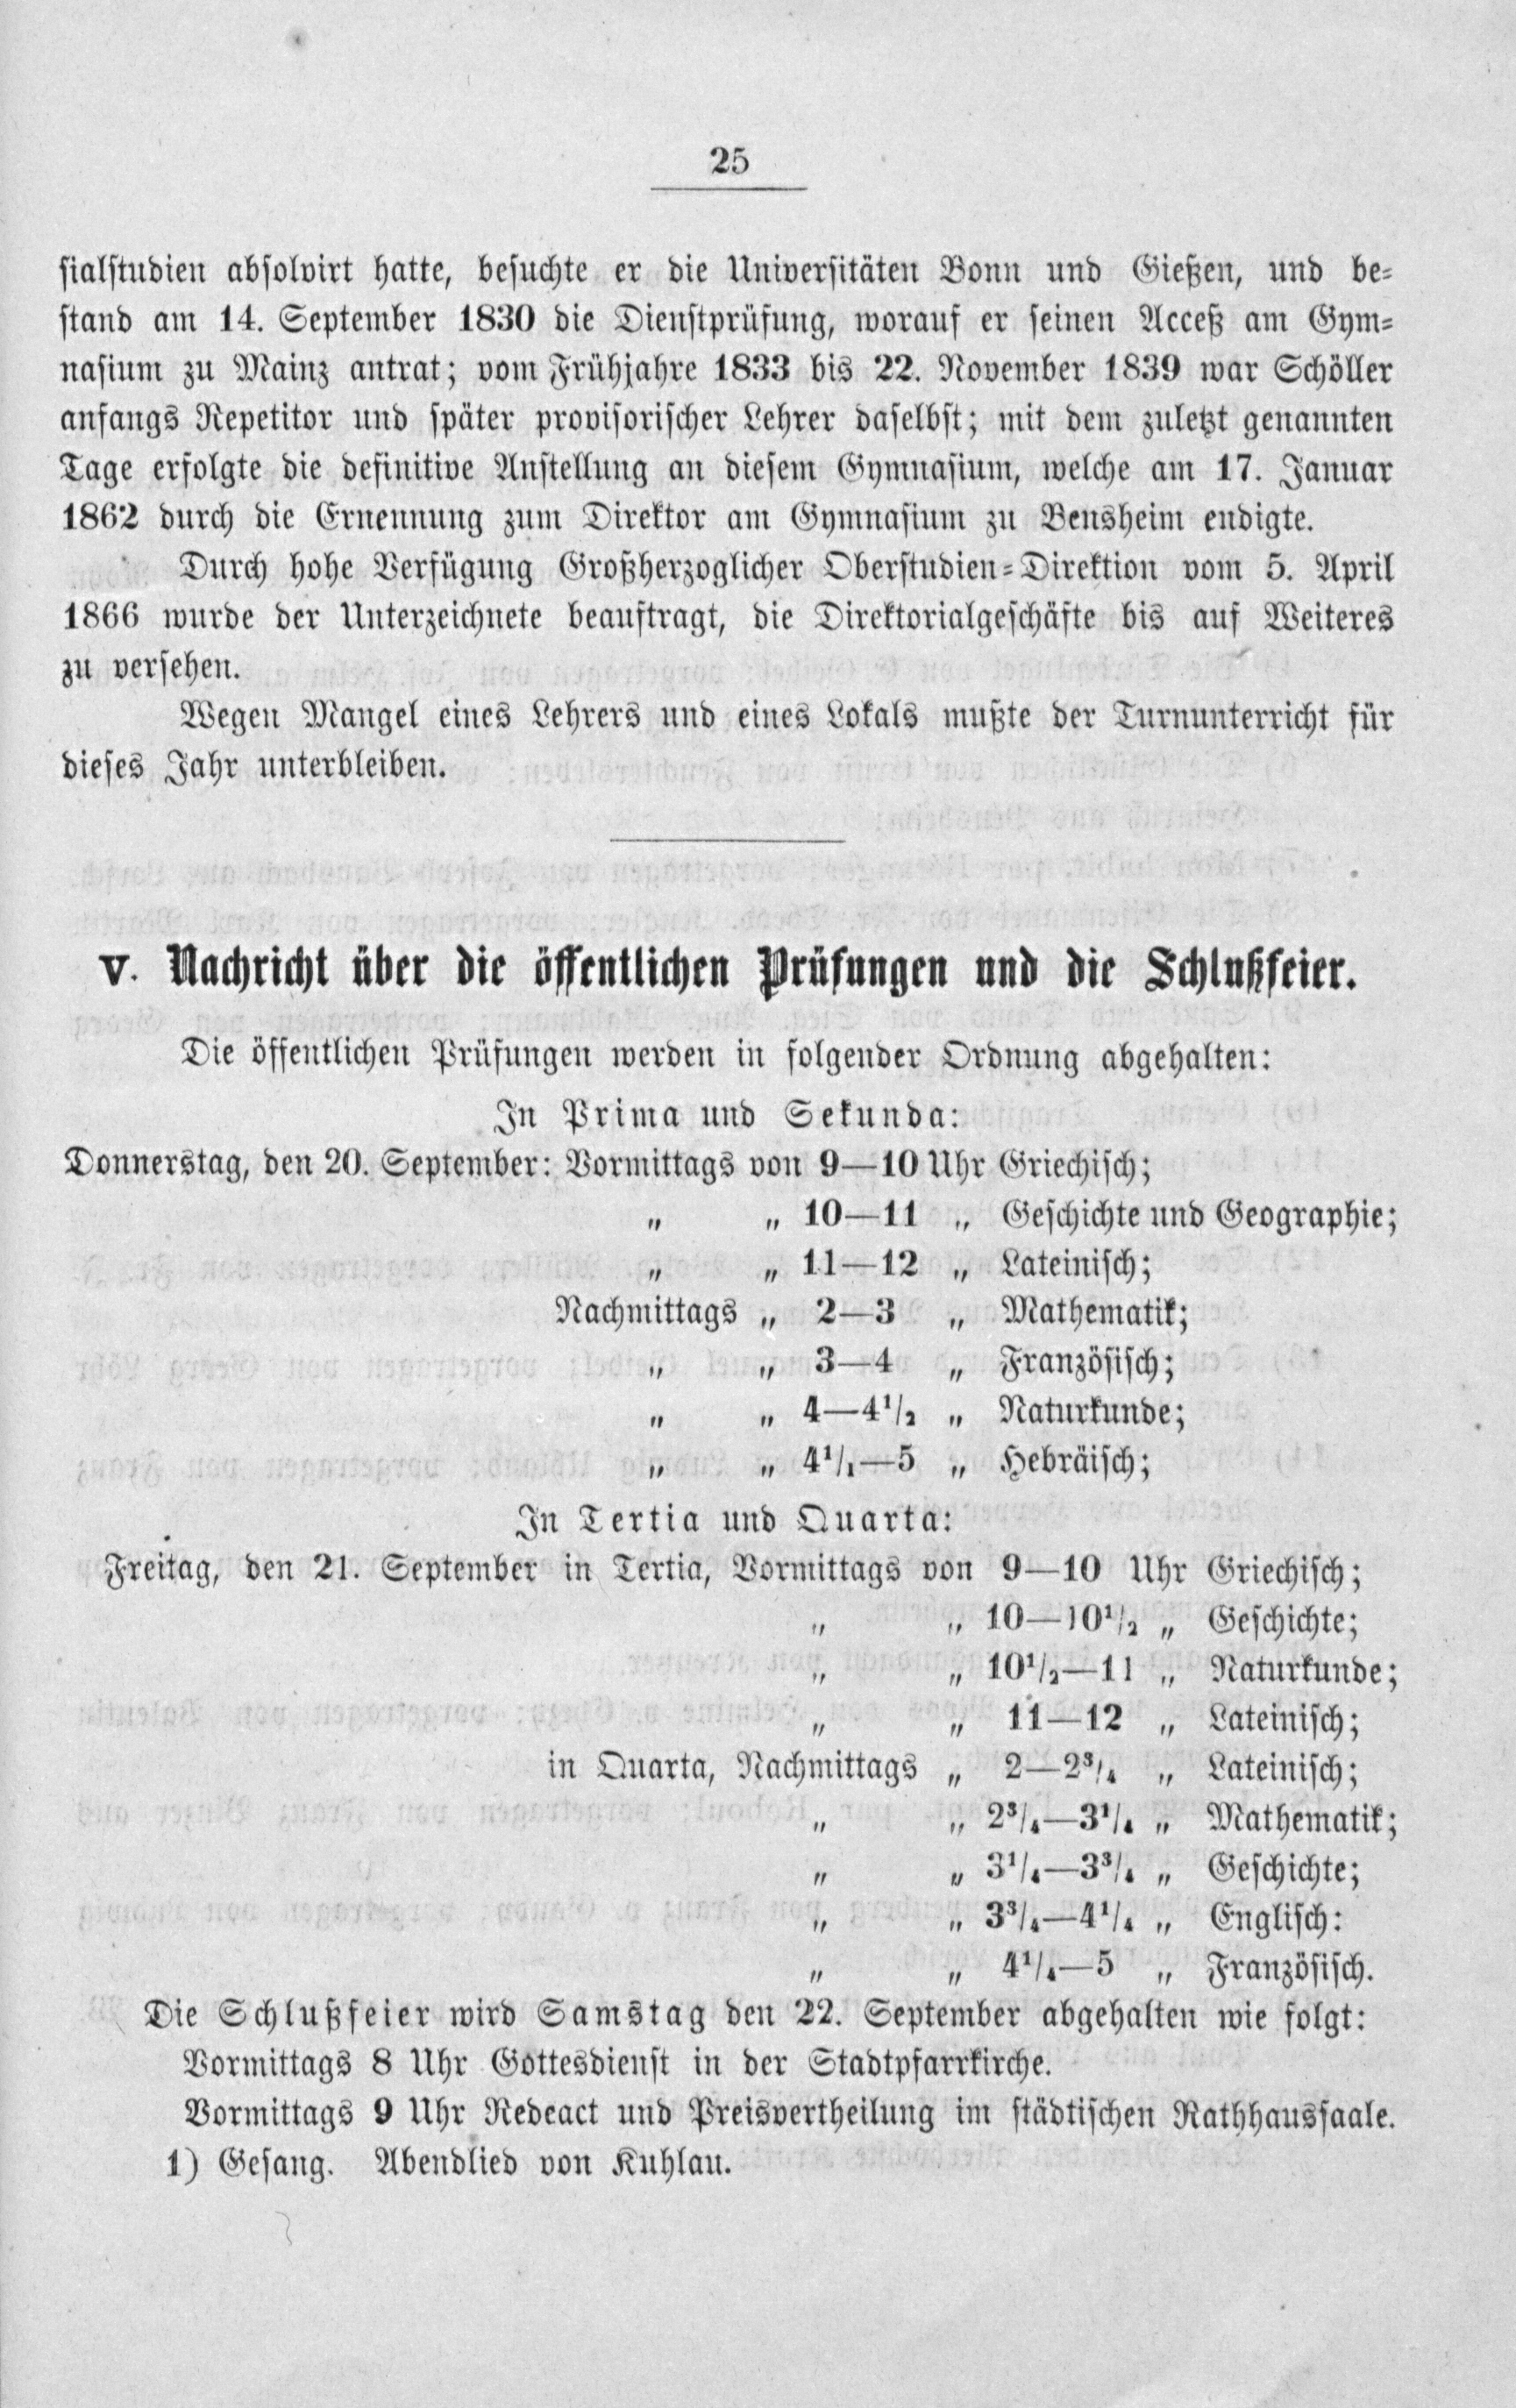 25
sialstudien absolvirt hatte, besuchte er die Universitäten Bonn und Gießen, und be-
stand am 14. September 1830 die Dienstprüfung, worauf er seinen Acceß am Gym-
nasium zu Mainz antrat; vom Frühjahre 1833 bis 22. November 1839 war Schöller
anfangs Repetitor und später provisorischer Lehrer daselbst; mit dem zuletzt genannten
Tage erfolgte die definitive Anstellung an diesem Gymnasium, welche am 17. Januar
1862 durch die Ernennung zum Direktor am Gymnasium zu Bensheim endigte.
Durch hohe Verfügung Großherzoglicher Oberstudien-Direktion vom 5. April
1866 wurde der Unterzeichnete beauftragt, die Direktorialgeschäfte bis auf Weiteres
zu versehen.
Wegen Mangel eines Lehrers und eines Lokals mußte der Turnunterricht für
dieses Jahr unterbleiben.
V. Nachricht über die öffentlichen Prüfungen und die Schlußfeier.
Die öffentlichen Prüfungen werden in folgender Ordnung abgehalten:
In Prima und Sekunda:
Donnerstag, den 20. September: Vormittags von 9—10 Uhr Griechisch;
„ „ 10—11 „ Geschichte und Geographie;
„ „ 11—12 „ Lateinisch;
Nachmittags „ 2—3 „ Mathematik;
„ „ 3—4 „ Französisch;
„ „ 4—4¹/₂ „ Naturkunde;
„ „ 4¹/₁—5 „ Hebräisch;
In Tertia und Quarta:
Freitag, den 21. September in Tertia, Vormittags von 9—10 Uhr Griechisch;
„ „ 10—10¹/₂ „ Geschichte;
„ „ 10¹/₂—11 „ Naturkunde;
„ „ 11—12 „ Lateinisch;
in Quarta, Nachmittags „ 2—2³/₄ „ Lateinisch;
„ „ 2³/₄—3¹/₄ „ Mathematik;
„ „ 3¹/₄—3³/₄ „ Geschichte;
„ „ 3³/₄—4¹/₄ „ Englisch:
„ „ 4¹/₄—5 „ Französisch.
Die Schlußfeier wird Samstag den 22. September abgehalten wie folgt:
Vormittags 8 Uhr Gottesdienst in der Stadtpfarrkirche.
Vormittags 9 Uhr Redeact und Preisvertheilung im städtischen Rathhaussaale.
1) Gesang. Abendlied von Kuhlau.